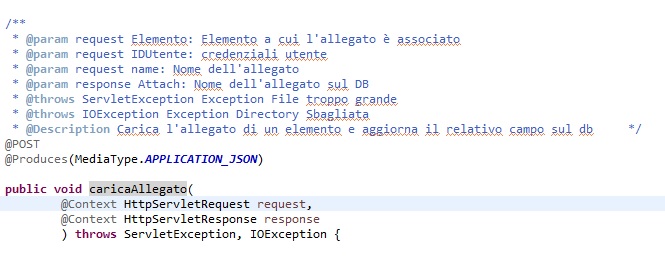 /**
 * @param request Elemento: Elemento a cui l'allegato è associato
 * @param request IDUtente: credenziali utente
 * @param request name: Nome dell'allegato
 * @param response Attach: Nome dell'allegato sul DB
 * @throws ServletException Exception File troppo grande
 * @throws IOException Exception Directory Sbagliata
 * @Description Carica l'allegato di un elemento e aggiorna il relativo campo sul db     */
@POST
@Produces(MediaType.APPLICATION_JSON)
public void caricaAllegato(
        @Context HttpServletRequest request,
        @Context HttpServletResponse response
        ) throws ServletException, IOException {